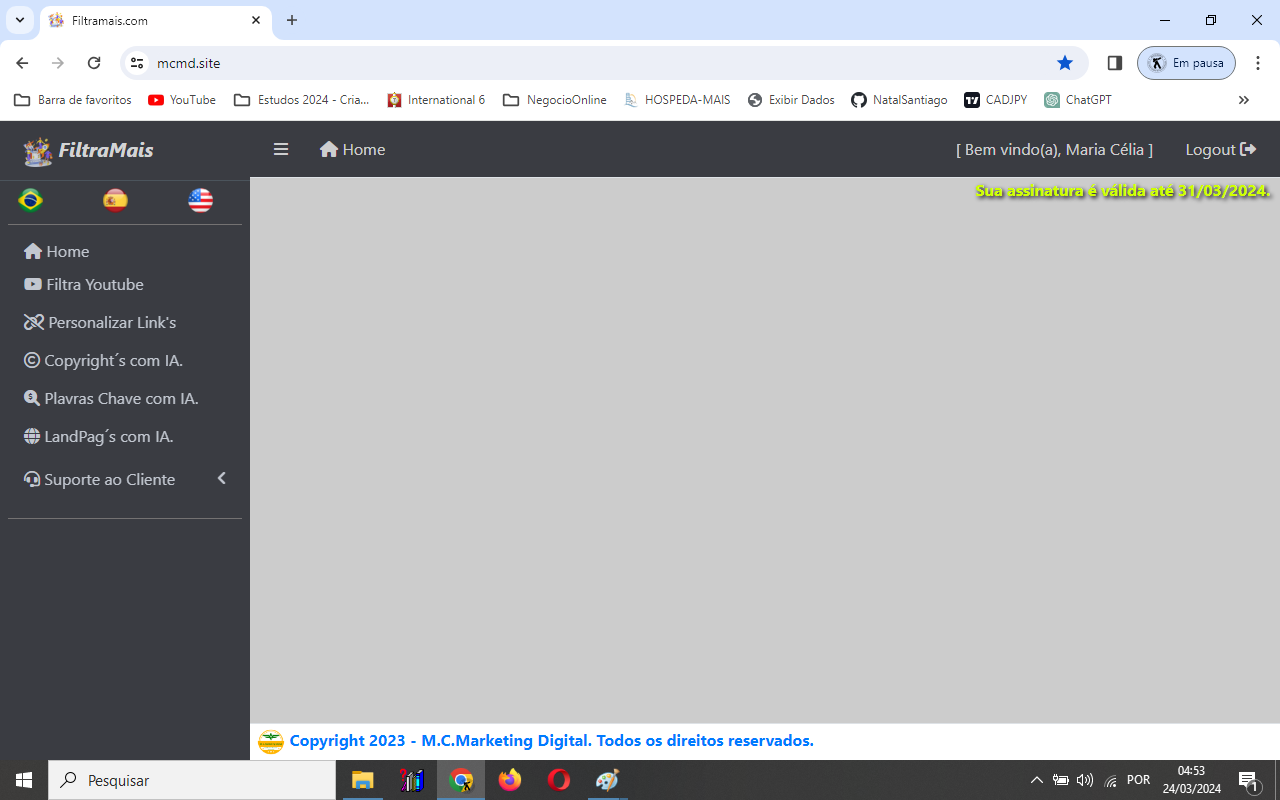 Filtramais.com
mcmd.site
Em pausa
Barra de favoritos YouTube Estudos 2024 - Cria... International 6 NegocioOnline HOSPEDA-MAIS Exibir Dados NatalSantiago CADJPY ChatGPT
FiltraMais Home [ Bem vindo(a), Maria Célia ] Logout
Sua assinatura é válida até 31/03/2024.
Home
Filtra Youtube
Personalizar Link's
Copyright´s com IA.
Plavras Chave com IA.
LandPag´s com IA.
Suporte ao Cliente
Copyright 2023 - M.C.Marketing Digital. Todos os direitos reservados.
Pesquisar
POR
04:53
24/03/2024
1